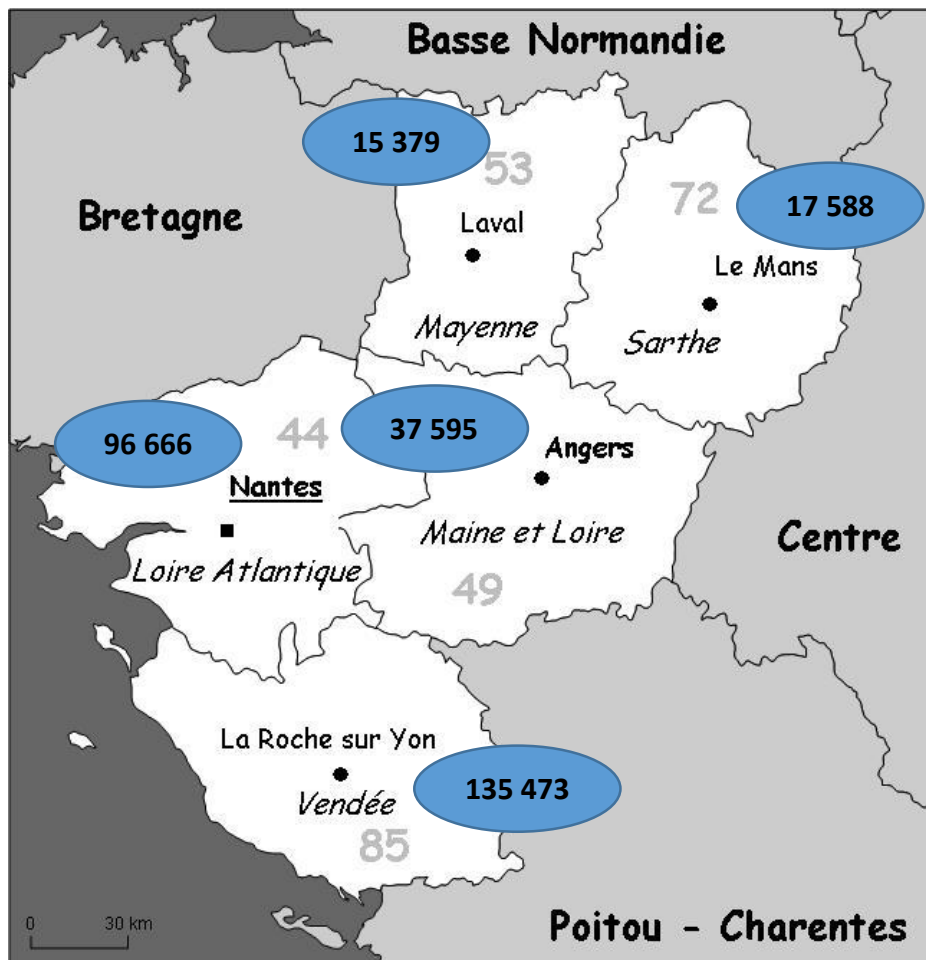 Basse Normandie
15 379
53
Bretagne
72
17 588
Laval
Le Mans
Mayenne
Sarthe
96 666
44
37 595
Angers
Nantes
Maine et Loire
Centre
Loire Atlantique
49
La Roche sur Yon
135 473
Vendée
85
0 30 km
Poitou - Charentes